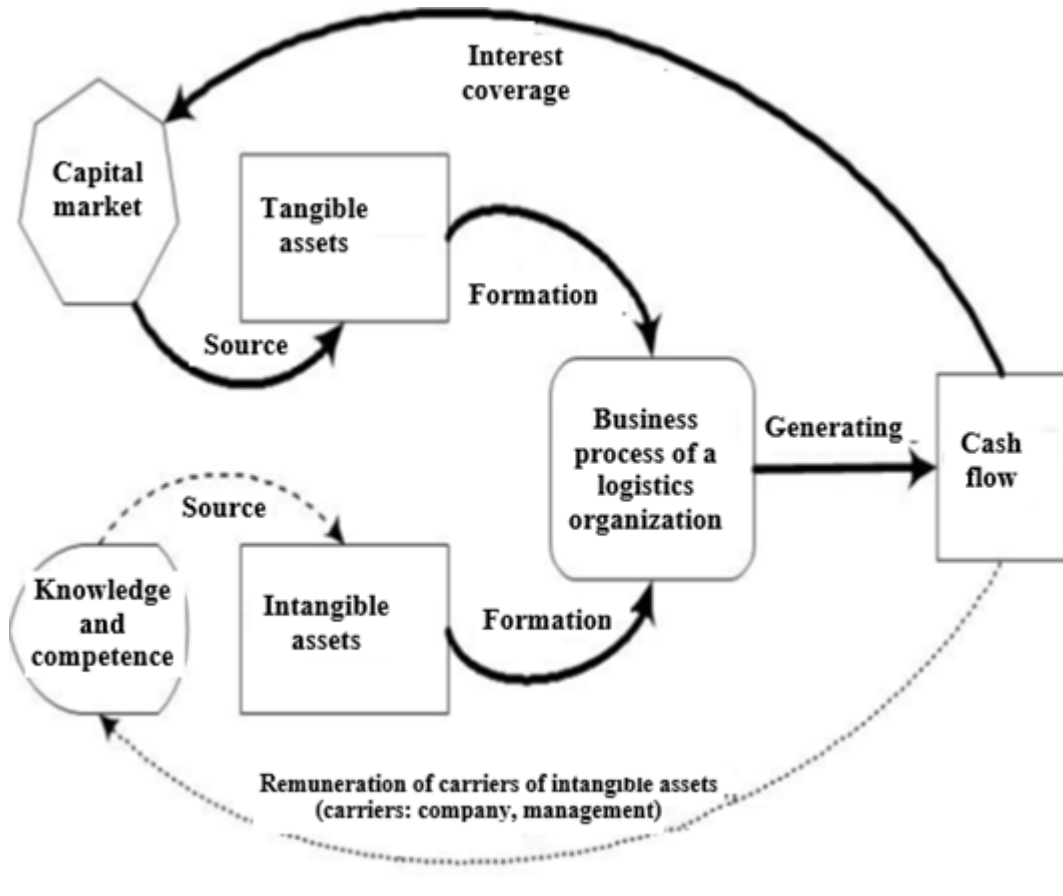 Interest
coverage
Capital
market
Tangible
assets
Formation
Source
Business
process of a
logistics
organization
Generating
Cash
flow
Source
Knowledge
and
competence
Intangible
assets
Formation
Remuneration of carriers of intangible assets
(carriers: company, management)